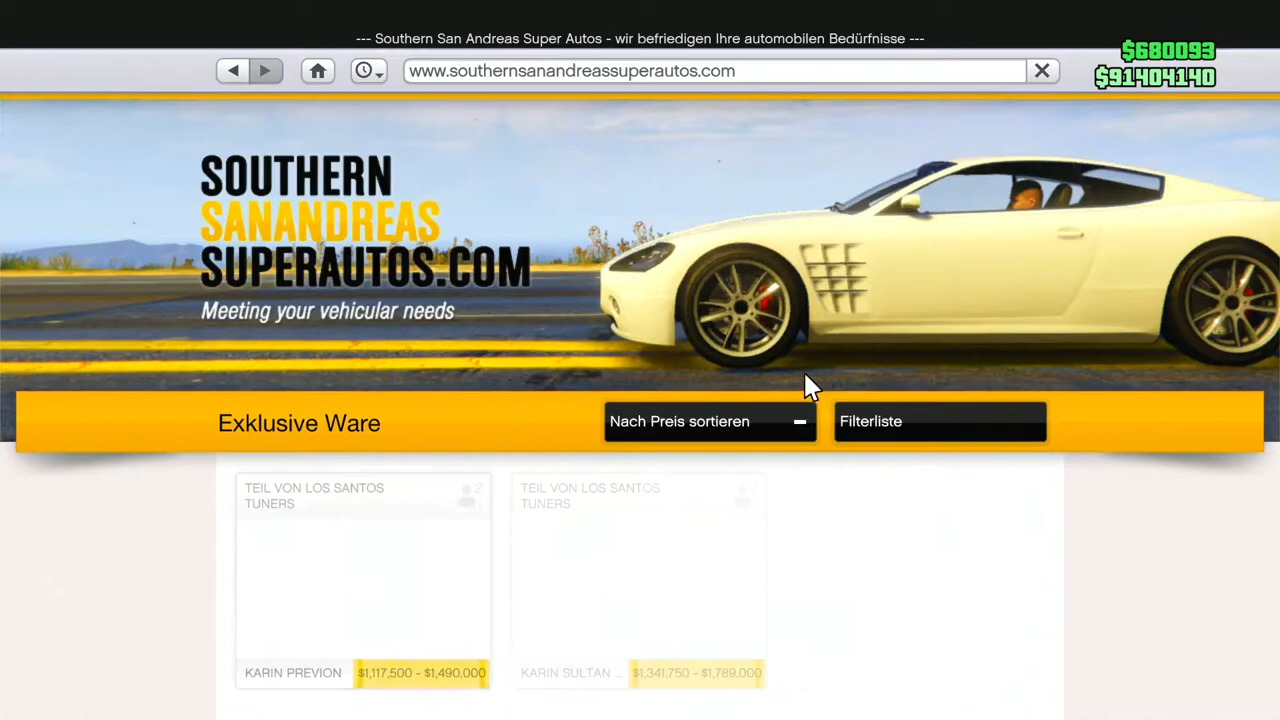 --- Southern San Andreas Super Autos - wir befriedigen Ihre automobilen Bedürfnisse ---
$680093
www.southernsanandreassuperautos.com
$91404140
SOUTHERN
SANANDREAS
SUPERAUTOS.COM
Meeting your vehicular needs
Exklusive Ware
Nach Preis sortieren
Filterliste
TEIL VON LOS SANTOS
TUNERS
2
TEIL VON LOS SANTOS
TUNERS
2
KARIN PREVION
$1,117,500 - $1,490,000
KARIN SULTAN ...
$1,341,750 - $1,789,000